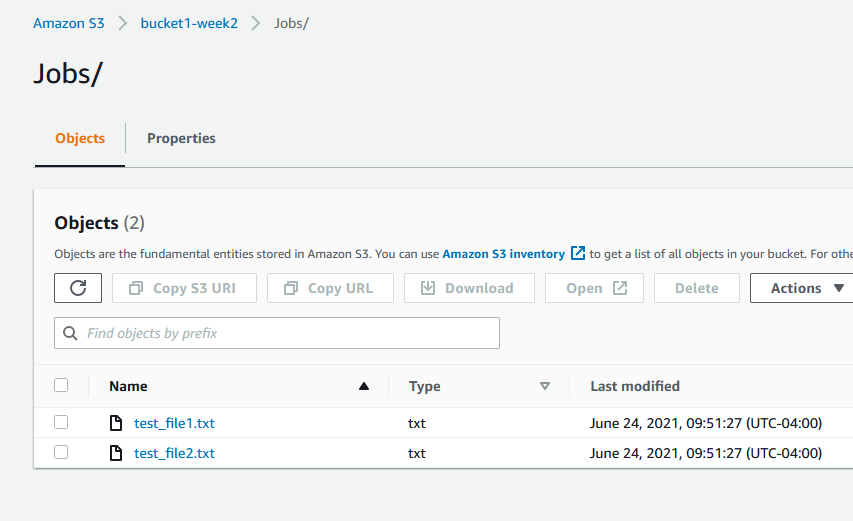 Amazon S3 > bucket1-week2 > Jobs/
Jobs/
Objects Properties
Objects (2)
Objects are the fundamental entities stored in Amazon S3. You can use Amazon S3 inventory to get a list of all objects in your bucket. For
Copy S3 URI Copy URL Download Open Delete Actions
Find objects by prefix
Name Type Last modified
test_file1.txt txt June 24, 2021, 09:51:27 (UTC-04:00)
test_file2.txt txt June 24, 2021, 09:51:27 (UTC-04:00)